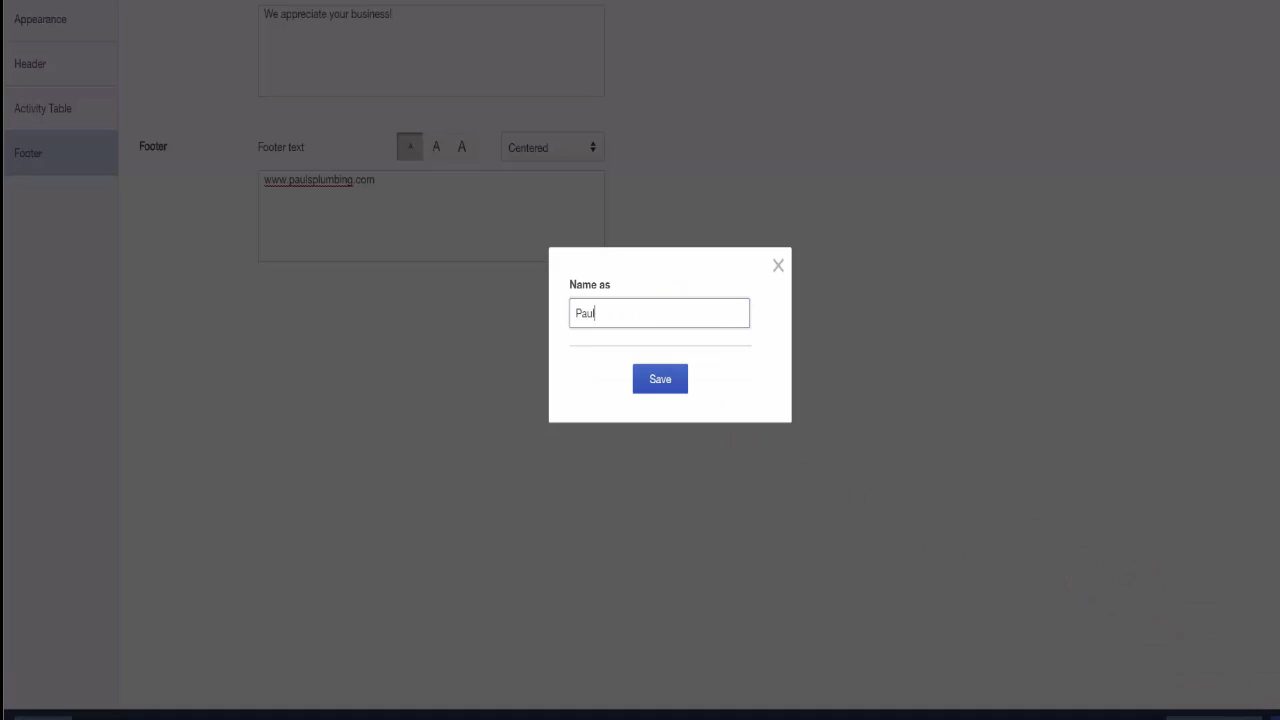 Appearance
We appreciate your business!
Header
Activity Table
Footer
Footer
Footer text
A A A
Centered
www.paulsplumbing.com
X
Name as
Paul
Save